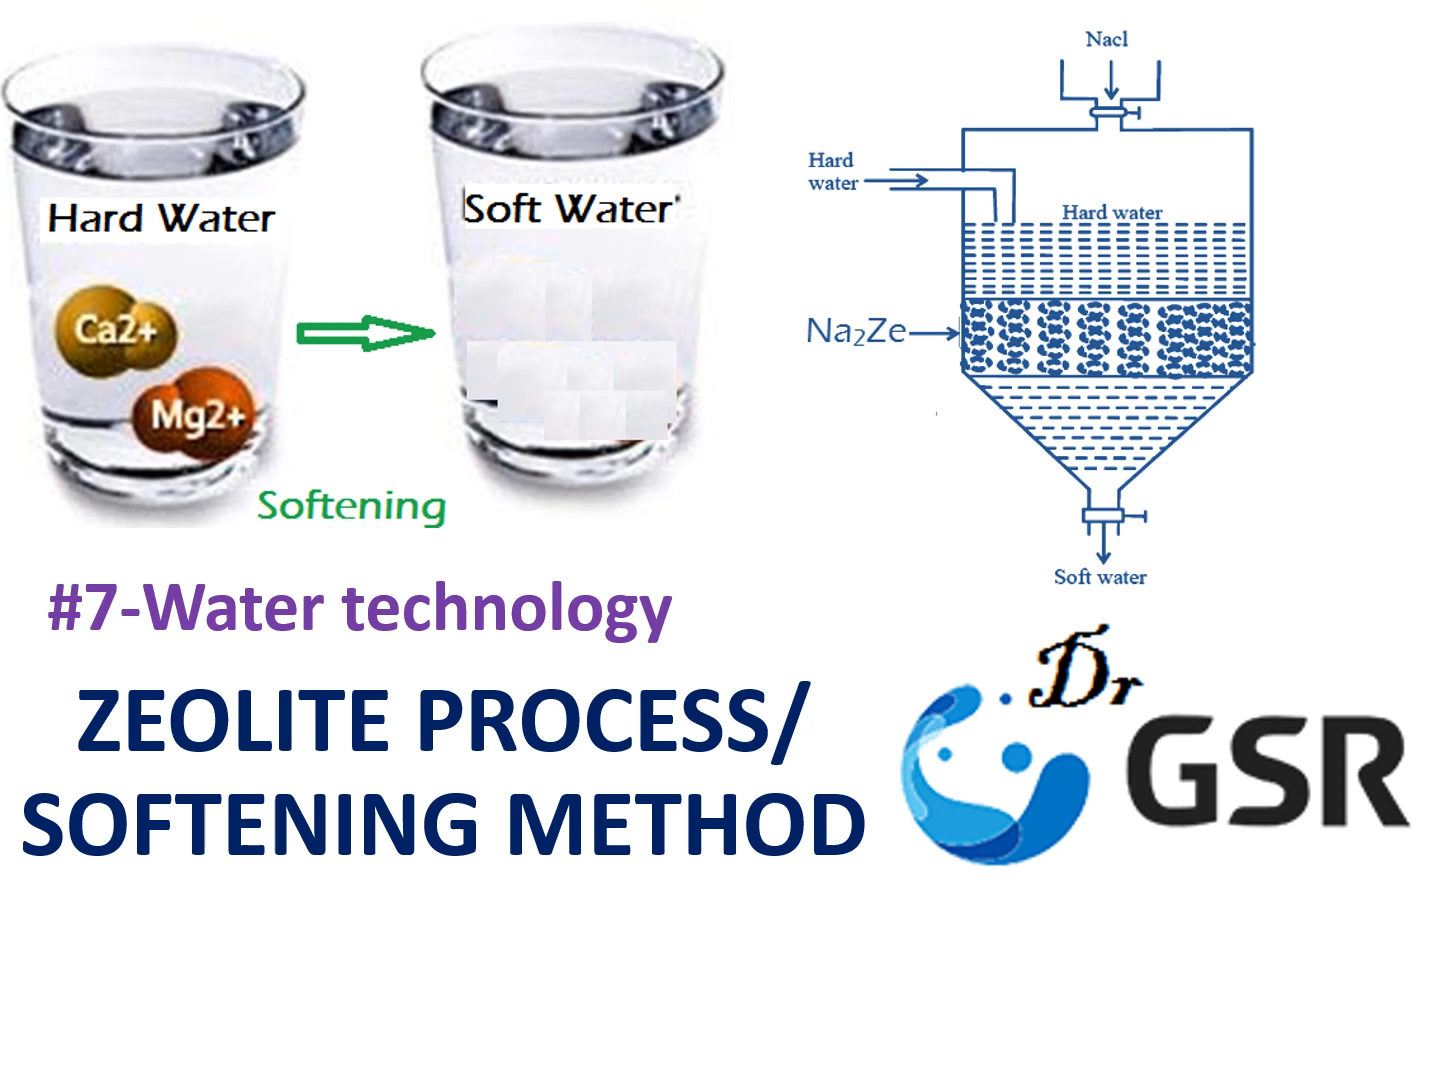 Hard Water
Ca2+
Mg2+
Soft Water'
Softening
Nacl
Hard
water
Hard water
Na₂Ze
Soft water
#7-Water technology
ZEOLITE PROCESS/
SOFTENING METHOD
Dr
GSR